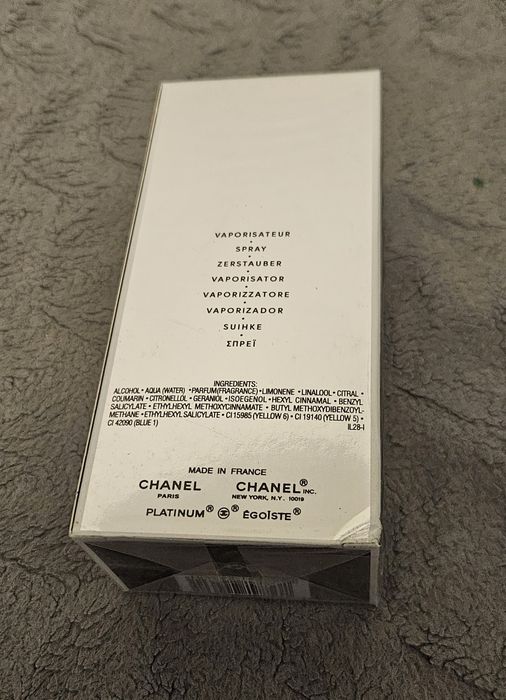 VAPORISATEUR
SPRAY
ZERSTAUBER
VAPORISATOR
VAPORIZZATORE
VAPORIZADOR
SUIHKE
ΣΠΡΕΪ
INGREDIENTS:
ALCOHOL • AQUA (WATER) • PARFUM(FRAGRANCE) • LIMONENE • LINALOOL • CITRAL •
COUMARIN • CITRONELLOL • GERANIOL • ISOEGENOL • HEXYL CINNAMAL • BENZYL
SALICYLATE • ETHYLHEXYL METHOXYCINNAMATE • BUTYL METHOXYDIBENZOYL-
METHANE • ETHYLHEXYL SALICYLATE • CI 15985 (YELLOW 6) • CI 19140 (YELLOW 5) •
CI 42090 (BLUE 1) IL28-I
MADE IN FRANCE
CHANEL CHANEL® INC.
PARIS NEW YORK, N.Y. 10019
PLATINUM® ® ÉGOÏSTE®